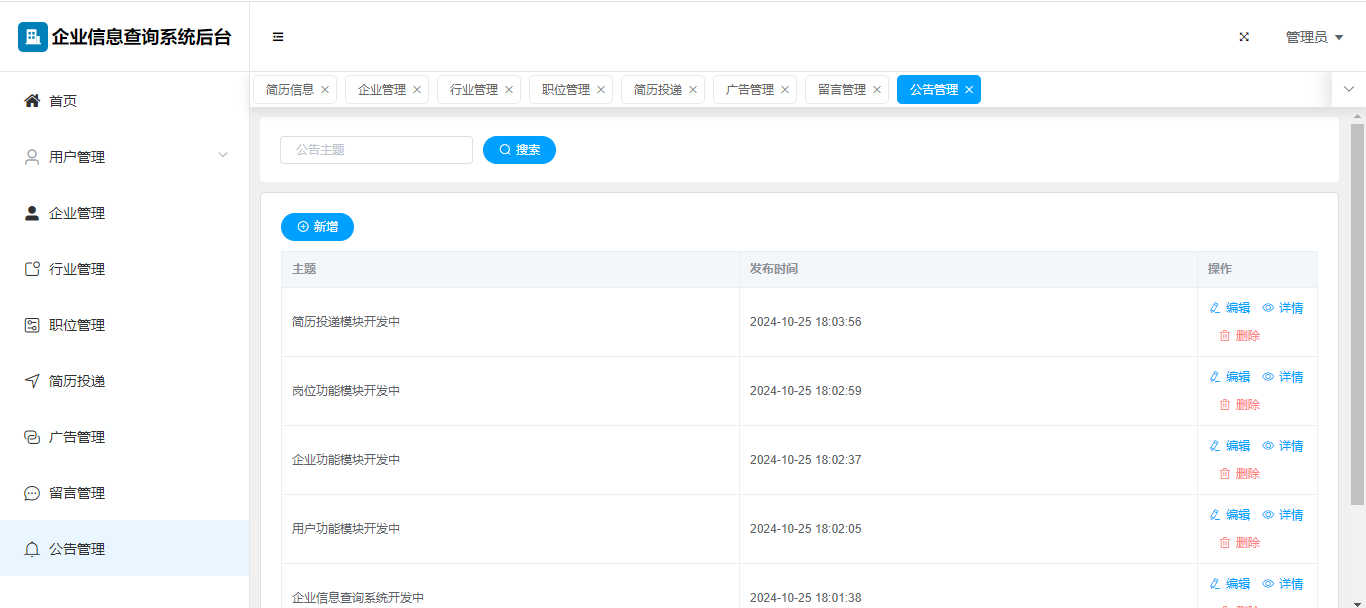 企业信息查询系统后台
管理员
首页
用户管理
企业管理
行业管理
职位管理
简历投递
广告管理
留言管理
公告管理
简历信息 企业管理 行业管理 职位管理 简历投递 广告管理 留言管理 公告管理
公告主题 搜索
新增
主题 发布时间 操作
简历投递模块开发中 2024-10-25 18:03:56 编辑 详情
删除
岗位功能模块开发中 2024-10-25 18:02:59 编辑 详情
删除
企业功能模块开发中 2024-10-25 18:02:37 编辑 详情
删除
用户功能模块开发中 2024-10-25 18:02:05 编辑 详情
删除
企业信息查询系统开发中 2024-10-25 18:01:38 编辑 详情